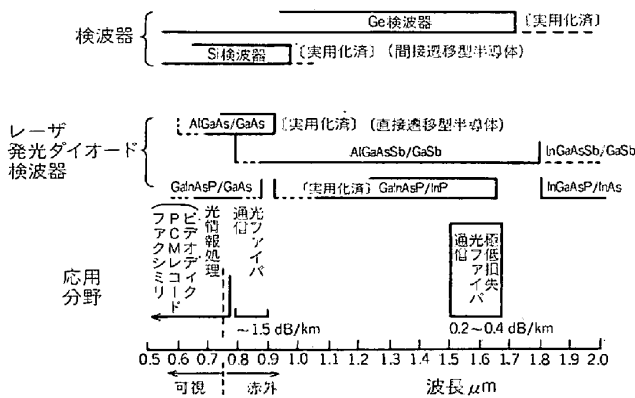 検波器
Ge検波器
〔実用化済〕
Si検波器
〔実用化済〕(間接遷移型半導体)
レーザ
発光ダイオード
検波器
AlGaAs/GaAs
〔実用化済〕(直接遷移型半導体)
AlGaAsSb/GaSb
InGaAsSb/GaSb
GaInAsP/GaAs
〔実用化済〕GaInAsP/InP
InGaAsP/InAs
応用
分野
ビデオディク
PCMレコード
ファクシミリ
光情報処理
光ファイバ
通信
極低損失
光ファイバ
通信
~1.5 dB/km
0.2~0.4 dB/km
0.5 0.6 0.7 0.8 0.9 1.0 1.1 1.2 1.3 1.4 1.5 1.6 1.7 1.8 1.9 2.0
可視
赤外
波長μm